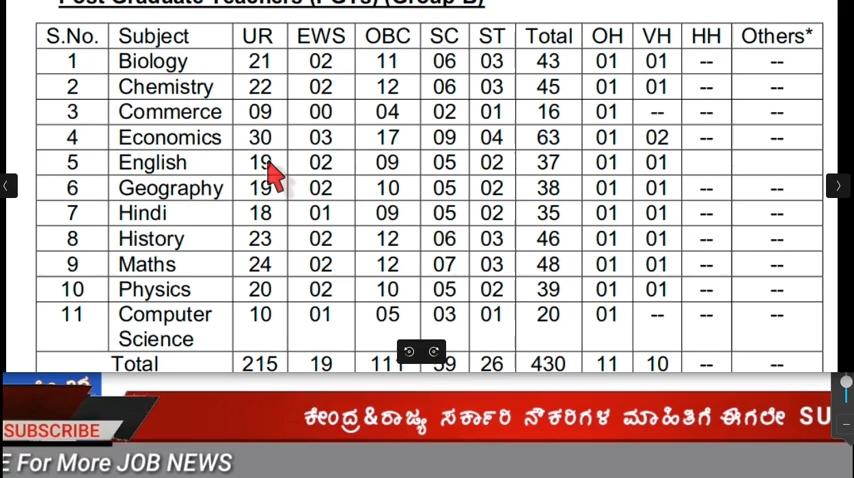 Post Graduate Teachers (PGTs) (Group B)
S.No. Subject UR EWS OBC SC ST Total OH VH HH Others*
1 Biology 21 02 11 06 03 43 01 01 -- --
2 Chemistry 22 02 12 06 03 45 01 01 -- --
3 Commerce 09 00 04 02 01 16 01 -- -- --
4 Economics 30 03 17 09 04 63 01 02 -- --
5 English 19 02 09 05 02 37 01 01
6 Geography 19 02 10 05 02 38 01 01 -- --
7 Hindi 18 01 09 05 02 35 01 01 -- --
8 History 23 02 12 06 03 46 01 01 -- --
9 Maths 24 02 12 07 03 48 01 01 -- --
10 Physics 20 02 10 05 02 39 01 01 -- --
11 Computer 10 01 05 03 01 20 01 -- -- --
Science
Total 215 19 111 59 26 430 11 10 -- --
ಕೇಂದ್ರ&ರಾಜ್ಯ ಸರ್ಕಾರಿ ನೌಕರಿಗಳ ಮಾಹಿತಿಗೆ ಈಗಲೇ SU
SUBSCRIBE
E For More JOB NEWS